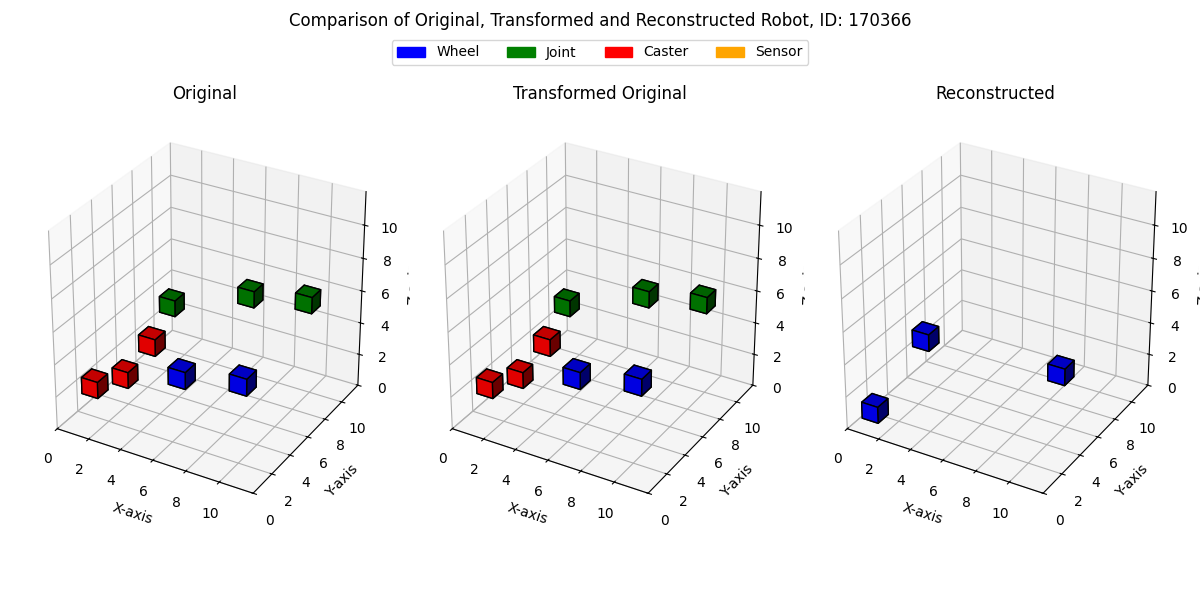 Comparison of Original, Transformed and Reconstructed Robot, ID: 170366
Wheel Joint Caster Sensor
Original Transformed Original Reconstructed
10 10 10
8 8 8
6 6 6
4 4 4
2 2 2
0 0 0
0 2 4 6 8 10 0 2 4 6 8 10 0 2 4 6 8 10
0 2 4 6 8 10 0 2 4 6 8 10 0 2 4 6 8 10
X-axis Y-axis X-axis Y-axis X-axis Y-axis